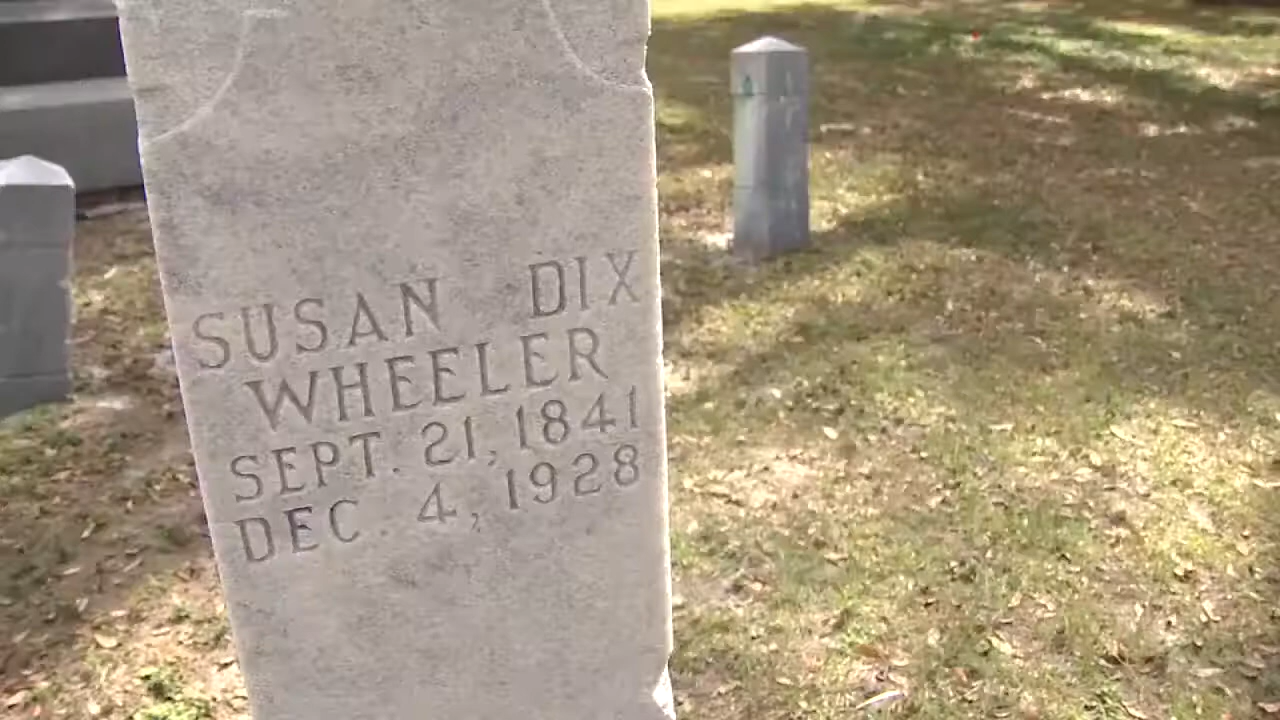 SUSAN DIX
WHEELER
SEPT. 21, 1841
DEC. 4, 1928